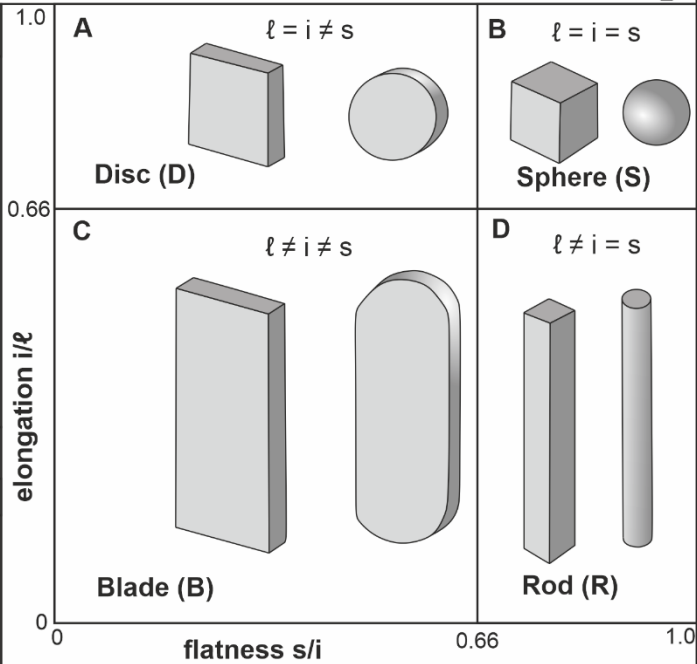 1.0
A
ℓ = i ≠ s
Disc (D)
B
ℓ = i = s
Sphere (S)
0.66
C
ℓ ≠ i ≠ s
Blade (B)
D
ℓ ≠ i = s
Rod (R)
elongation i/ℓ
0
0
flatness s/i
0.66
1.0